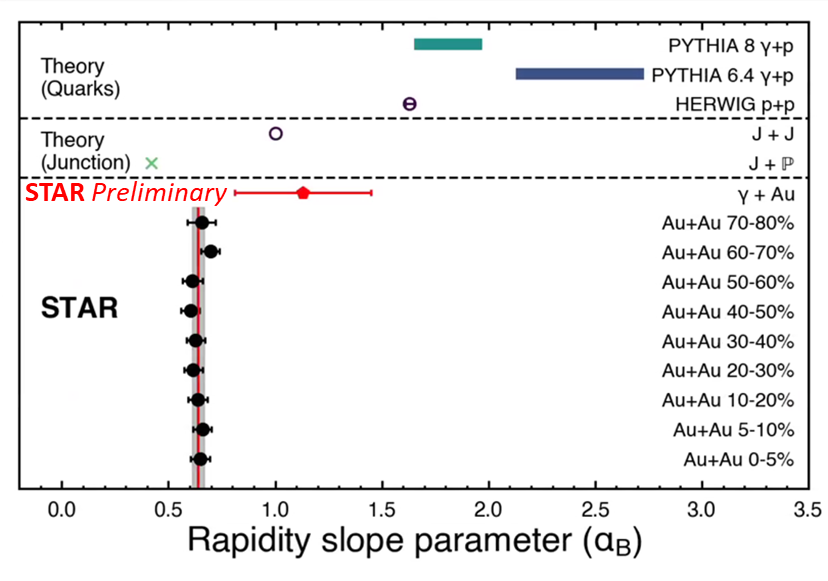 PYTHIA 8 γ+p
Theory
(Quarks)
PYTHIA 6.4 γ+p
HERWIG p+p
Theory
(Junction)
J + J
J + ℙ
STAR Preliminary
γ + Au
Au+Au 70-80%
Au+Au 60-70%
Au+Au 50-60%
STAR
Au+Au 40-50%
Au+Au 30-40%
Au+Au 20-30%
Au+Au 10-20%
Au+Au 5-10%
Au+Au 0-5%
0.0 0.5 1.0 1.5 2.0 2.5 3.0 3.5
Rapidity slope parameter (α_B)